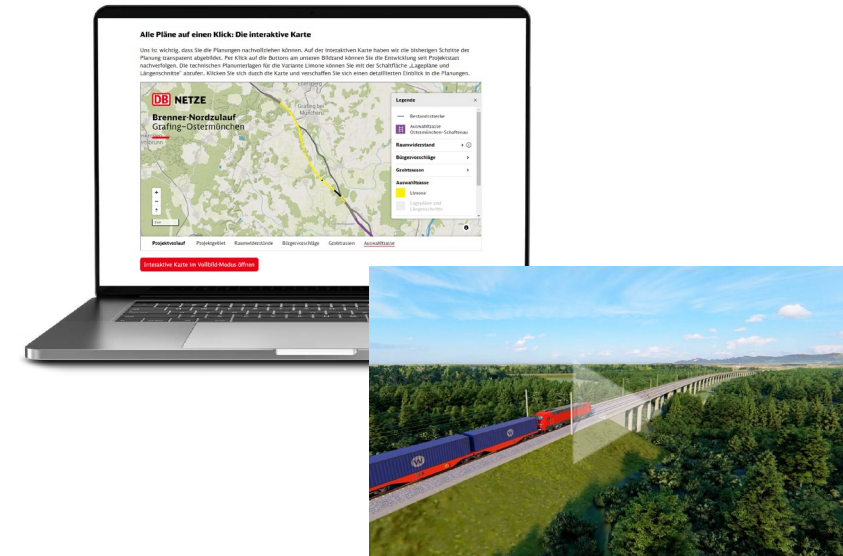 Alle Pläne auf einen Klick: Die interaktive Karte
Uns ist wichtig, dass Sie die Planungen nachvollziehen können. Auf der interaktiven Karte haben wir die bisherigen Schritte der
Planung transparent abgebildet. Per Klick auf die Buttons am unteren Bildrand können Sie die Entwicklung seit Projektstart
nachverfolgen. Die technischen Planunterlagen für die Variante Limone können Sie mit der Schaltfläche „Lagepläne und
Längenschnitte" abrufen. Klicken Sie sich durch die Karte und verschaffen Sie sich einen detaillierten Einblick in die Planungen.
DB NETZE
Brenner-Nordzulauf
Grafing–Ostermünchen
Grafing bei
München
Legende
Bestandsstrecke
Auswahltrasse
Ostermünchen-Schaftenau
Raumwiderstand
Bürgervorschläge
Grobtrassen
Auswahltrasse
Limone
Lagepläne und
Längenschnitte
Projektverlauf Projektgebiet Raumwiderstände Bürgervorschläge Grobtrassen Auswahltrasse
Interaktive Karte im Vollbild-Modus öffnen